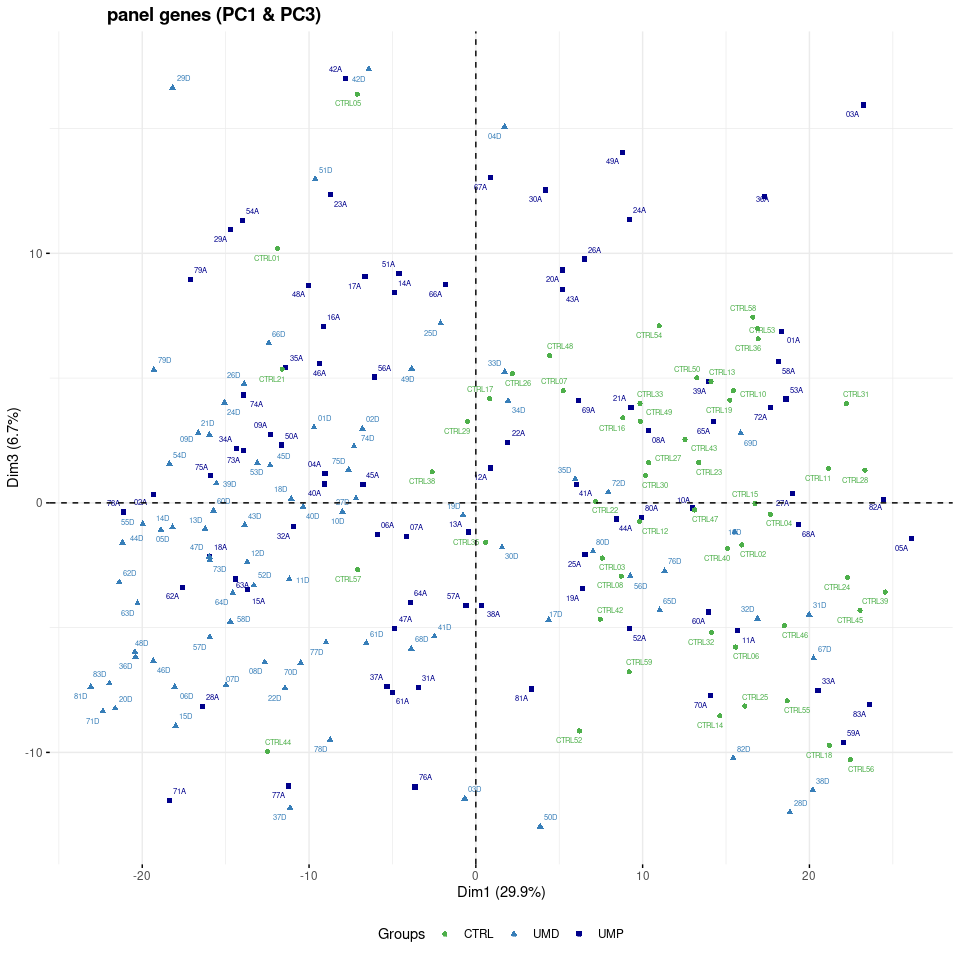 panel genes (PC1 & PC3)
42A
42D
29D
CTRL05
03A
04D
49A
51D
67A
23A
30A
36A
54A
24A
29A
CTRL01
26A
79A
51A
20A
17A
14A
48A
66A
43A
CTRL58
16A
25D
CTRL54
CTRL53
66D
01A
CTRL48
CTRL36
35A
79D
46A
56A
33D
CTRL50
CTRL13
58A
26D
CTRL21
49D
CTRL26
CTRL07
39A
74A
CTRL17
21A
CTRL33
CTRL10
53A
CTRL31
24D
34D
69A
CTRL49
CTRL19
72A
21D
09A
01D
02D
CTRL29
CTRL16
65A
09D
34A
50A
74D
22A
08A
CTRL43
69D
54D
73A
45D
75D
CTRL27
75A
53D
04A
45A
12A
35D
CTRL23
CTRL11
CTRL28
39D
CTRL38
CTRL30
78A
02A
60D
18D
40A
27D
41A
72D
CTRL22
10A
CTRL15
27A
82A
55D
14D
13D
43D
40D
10D
19D
13A
80A
CTRL47
CTRL04
44D
05D
32A
06A
07A
44A
CTRL12
68A
47D
18A
CTRL35
30D
80D
CTRL40
CTRL02
05A
73D
12D
25A
CTRL03
76D
62D
63A
52D
11D
CTRL57
CTRL08
56D
CTRL24
62A
64D
15A
64A
57A
19A
CTRL39
63D
58D
47A
38A
17D
CTRL42
65D
60A
32D
31D
CTRL45
48D
57D
77D
61D
41D
52A
CTRL32
11A
CTRL46
36D
46D
08D
70D
68D
CTRL59
CTRL06
67D
83D
81D
06D
07D
22D
37A
31A
81A
70A
CTRL25
33A
20D
28A
61A
CTRL55
83A
71D
15D
CTRL14
CTRL44
78D
CTRL52
59A
82D
CTRL18
CTRL56
71A
77A
76A
03D
38D
37D
50D
28D
10
0
-10
Dim3 (6.7%)
-20
-10
0
10
20
Dim1 (29.9%)
Groups
CTRL
UMD
UMP